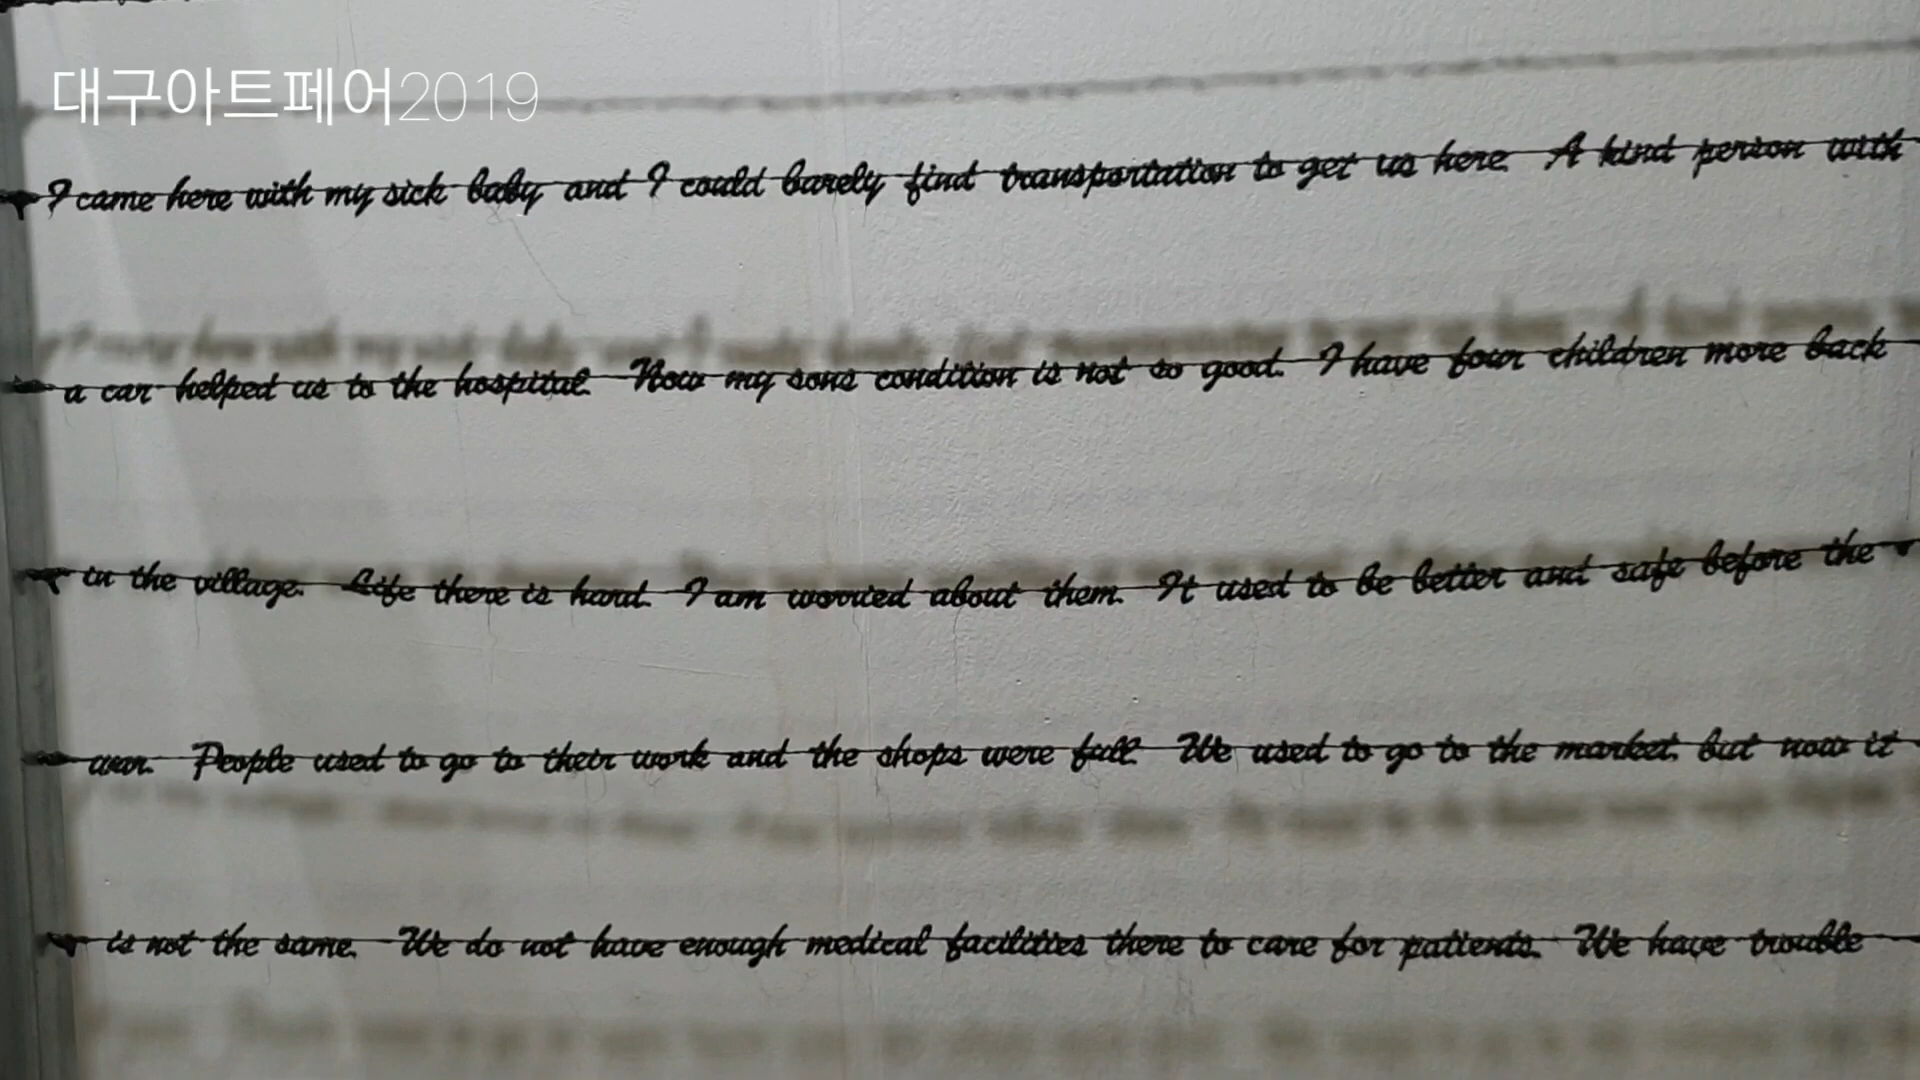 대구아트페어2019
I came here with my sick baby and I could barely find transportation to get us here. A kind person with
a car helped us to the hospital. Now my sons condition is not so good. I have four children more back
in the village. Life there is hard. I am worried about them. It used to be better and safe before the
war. People used to go to their work and the shops were full. We used to go to the market, but now it
is not the same. We do not have enough medical facilities there to care for patients. We have trouble